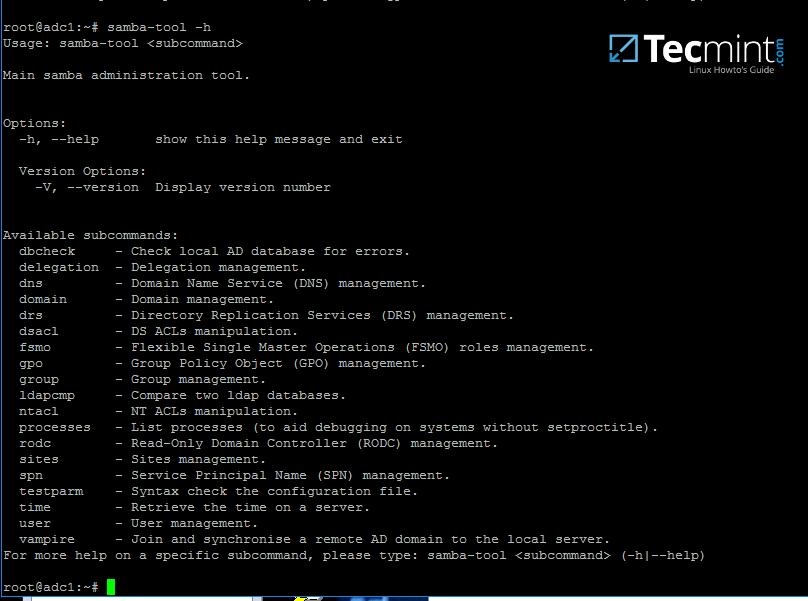 root@adc1:~# samba-tool -h
Usage: samba-tool <subcommand>
Tecmint.com
Linux Howto's Guide
Main samba administration tool.
Options:
-h, --help show this help message and exit
Version Options:
-V, --version Display version number
Available subcommands:
dbcheck - Check local AD database for errors.
delegation - Delegation management.
dns - Domain Name Service (DNS) management.
domain - Domain management.
drs - Directory Replication Services (DRS) management.
dsacl - DS ACLs manipulation.
fsmo - Flexible Single Master Operations (FSMO) roles management.
gpo - Group Policy Object (GPO) management.
group - Group management.
ldapcmp - Compare two ldap databases.
ntacl - NT ACLs manipulation.
processes - List processes (to aid debugging on systems without setproctitle).
rodc - Read-Only Domain Controller (RODC) management.
sites - Sites management.
spn - Service Principal Name (SPN) management.
testparm - Syntax check the configuration file.
time - Retrieve the time on a server.
user - User management.
vampire - Join and synchronise a remote AD domain to the local server.
For more help on a specific subcommand, please type: samba-tool <subcommand> (-h|--help)
root@adc1:~#